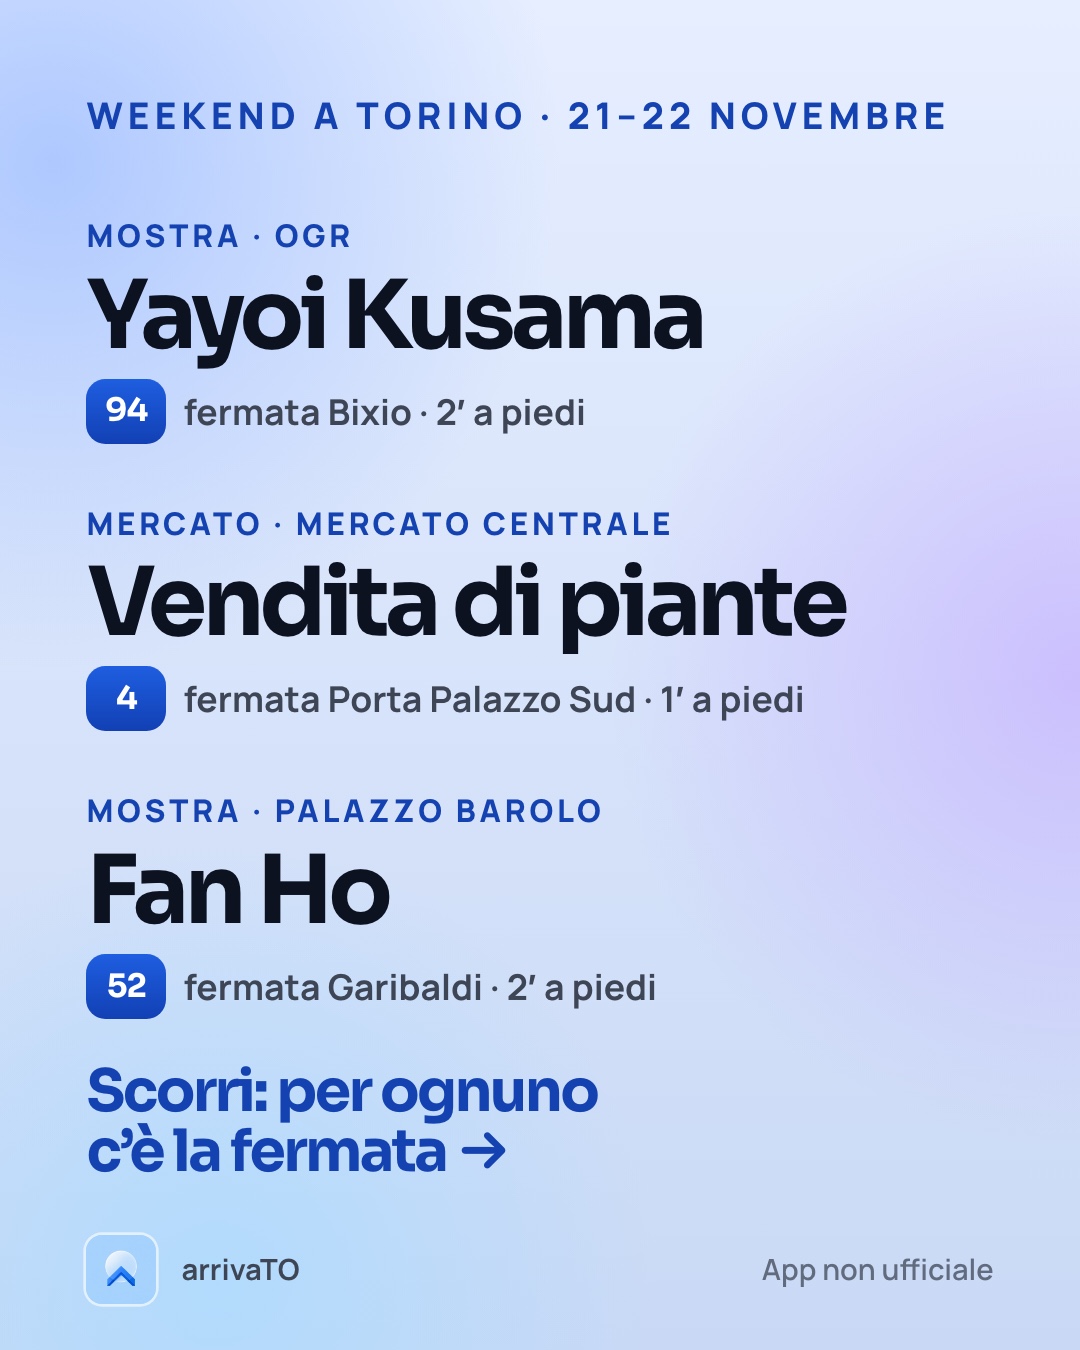 WEEKEND A TORINO · 21–22 NOVEMBRE
MOSTRA · OGR
Yayoi Kusama
94 fermata Bixio · 2′ a piedi
MERCATO · MERCATO CENTRALE
Vendita di piante
4 fermata Porta Palazzo Sud · 1′ a piedi
MOSTRA · PALAZZO BAROLO
Fan Ho
52 fermata Garibaldi · 2′ a piedi
Scorri: per ognuno
c’è la fermata →
arrivaTO
App non ufficiale